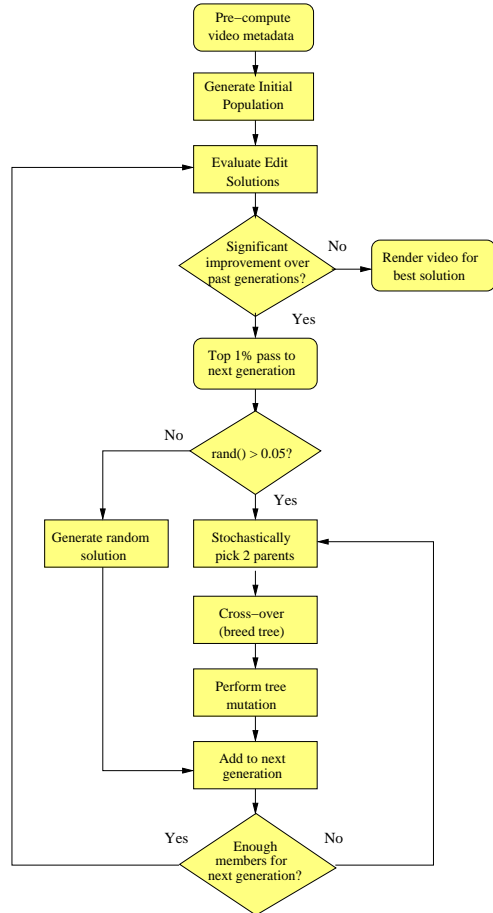 Pre−compute
video metadata
Generate Initial
Population
Evaluate Edit
Solutions
Significant
improvement over
past generations?
No
Render video for
best solution
Yes
Top 1% pass to
next generation
No
rand() > 0.05?
Yes
Generate random
solution
Stochastically
pick 2 parents
Cross−over
(breed tree)
Perform tree
mutation
Add to next
generation
Yes
No
Enough
members for
next generation?